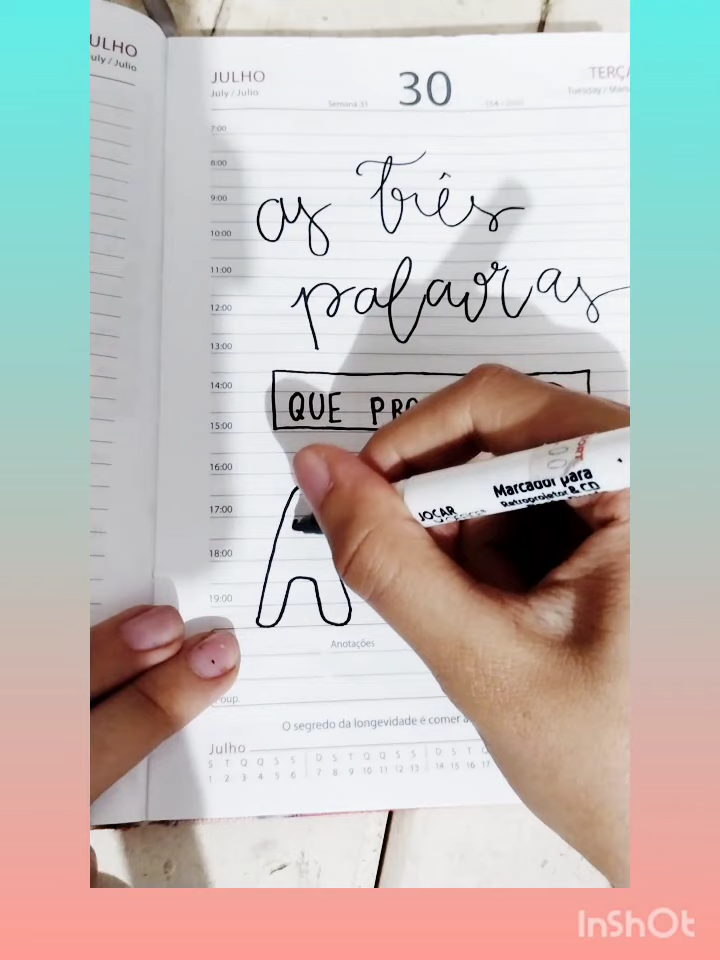 JULHO
July / Julio
JULHO
July / Julio
Semana 31
30
TERÇA
Tuesday /
7:00
8:00
9:00
10:00
11:00
12:00
13:00
14:00
15:00
16:00
17:00
18:00
19:00
as três
palavras
QUE
A
JOCAR
Marcador para
Retroprojetor & CD
Anotações
O segredo da longevidade é comer a
Julho
S T Q Q S S D S T Q Q S S D S T Q
1 2 3 4 5 6 7 8 9 10 11 12 13 14 15 16 17
InShOt